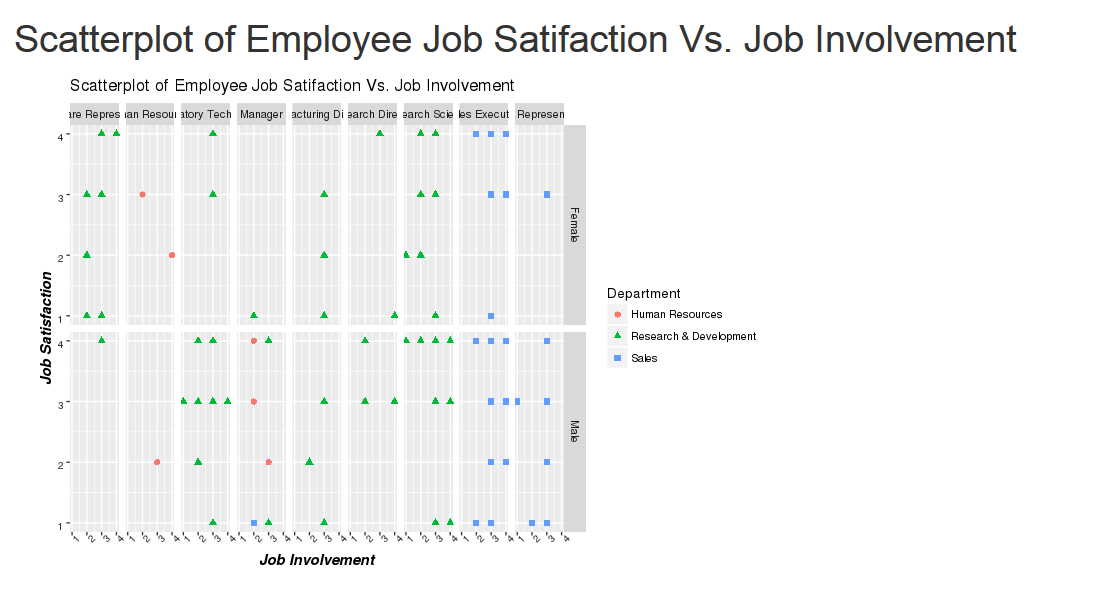 Scatterplot of Employee Job Satifaction Vs. Job Involvement
Scatterplot of Employee Job Satifaction Vs. Job Involvement
are Repres an Resour atory Tech Manager acturing Di earch Dire earch Scie les Execut Represen
4
3
2
1
Female
Job Satisfaction
4
3
2
1
Male
1 2 3 4 1 2 3 4 1 2 3 4 1 2 3 4 1 2 3 4 1 2 3 4 1 2 3 4 1 2 3 4 1 2 3 4
Job Involvement
Department
Human Resources
Research & Development
Sales